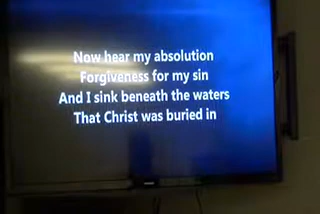 Now hear my absolution
Forgiveness for my sin
And I sink beneath the waters
That Christ was buried in